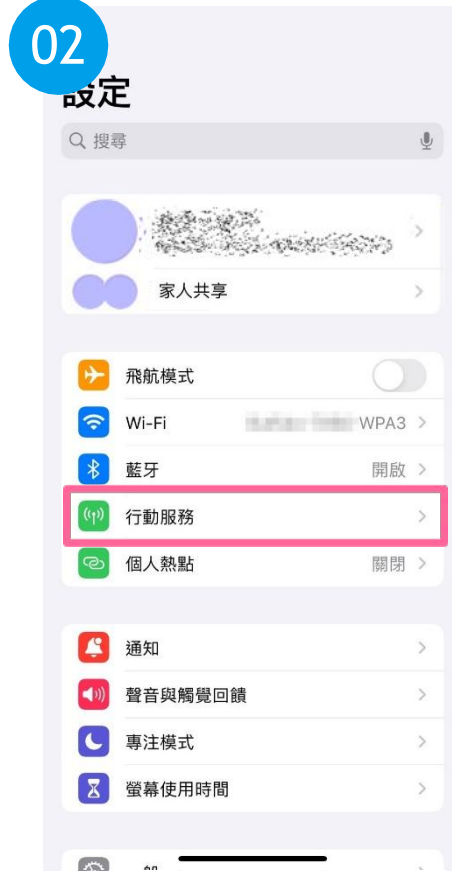 02
設定
搜尋
家人共享
飛航模式
Wi-Fi WPA3
藍牙 開啟
行動服務
個人熱點 關閉
通知
聲音與觸覺回饋
專注模式
螢幕使用時間